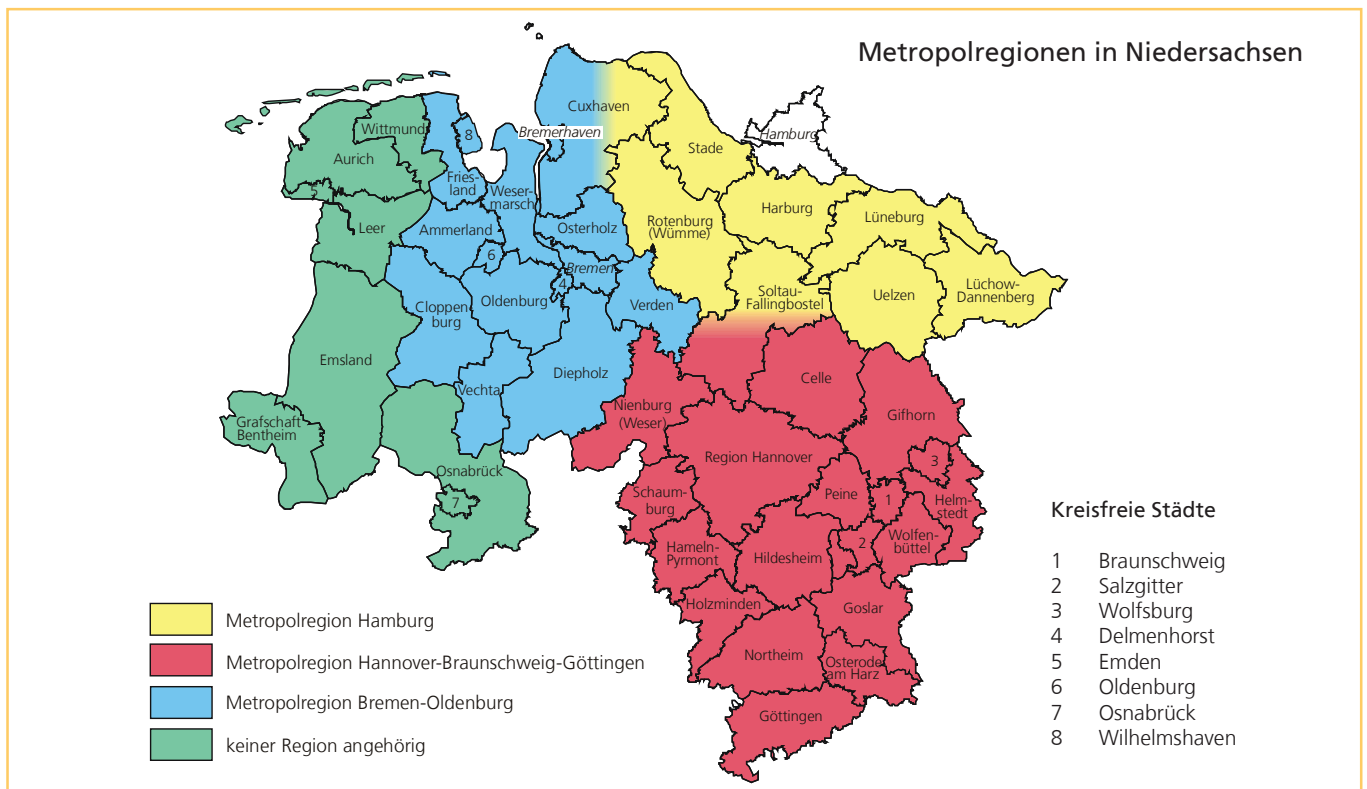 Metropolregionen in Niedersachsen
Cuxhaven
Wittmund
8
Bremerhaven
Hamburg
Stade
Aurich
5
Fries-
land
Weser-
marsch
Harburg
Lüneburg
Leer
Ammerland
Osterholz
Rotenburg
(Wümme)
6
Bremen
4
Oldenburg
Cloppen-
burg
Verden
Soltau-
Fallingbostel
Uelzen
Lüchow-
Dannenberg
Emsland
Diepholz
Celle
Vechta
Nienburg
(Weser)
Gifhorn
Grafschaft
Bentheim
Region Hannover
3
Osnabrück
7
Schaum-
burg
Peine
1
Helm-
stedt
Hameln-
Pyrmont
Hildesheim
2
Wolfen-
büttel
Holzminden
Goslar
Northeim
Osterode
am Harz
Göttingen
Metropolregion Hamburg
Metropolregion Hannover-Braunschweig-Göttingen
Metropolregion Bremen-Oldenburg
keiner Region angehörig
Kreisfreie Städte
1 Braunschweig
2 Salzgitter
3 Wolfsburg
4 Delmenhorst
5 Emden
6 Oldenburg
7 Osnabrück
8 Wilhelmshaven